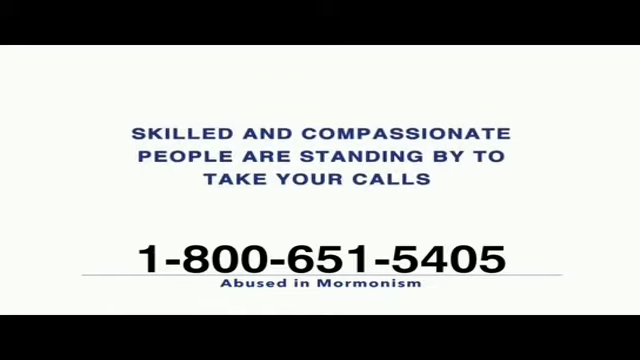 SKILLED AND COMPASSIONATE
PEOPLE ARE STANDING BY TO
TAKE YOUR CALLS
1-800-651-5405
Abused in Mormonism